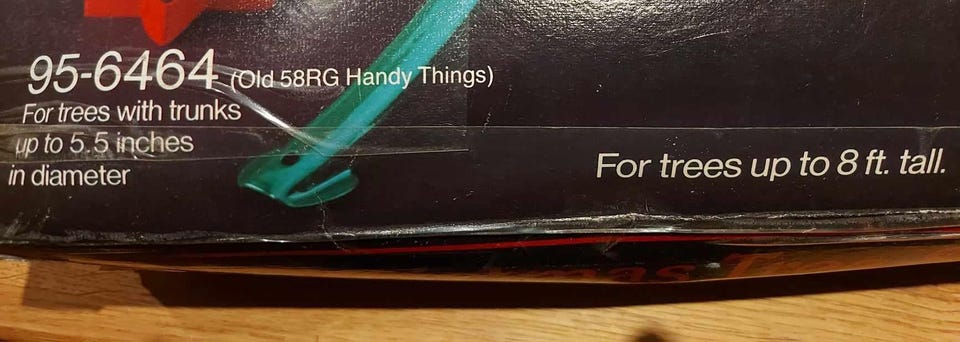 95-6464 (Old 58RG Handy Things)
For trees with trunks
up to 5.5 inches
in diameter
For trees up to 8 ft. tall.